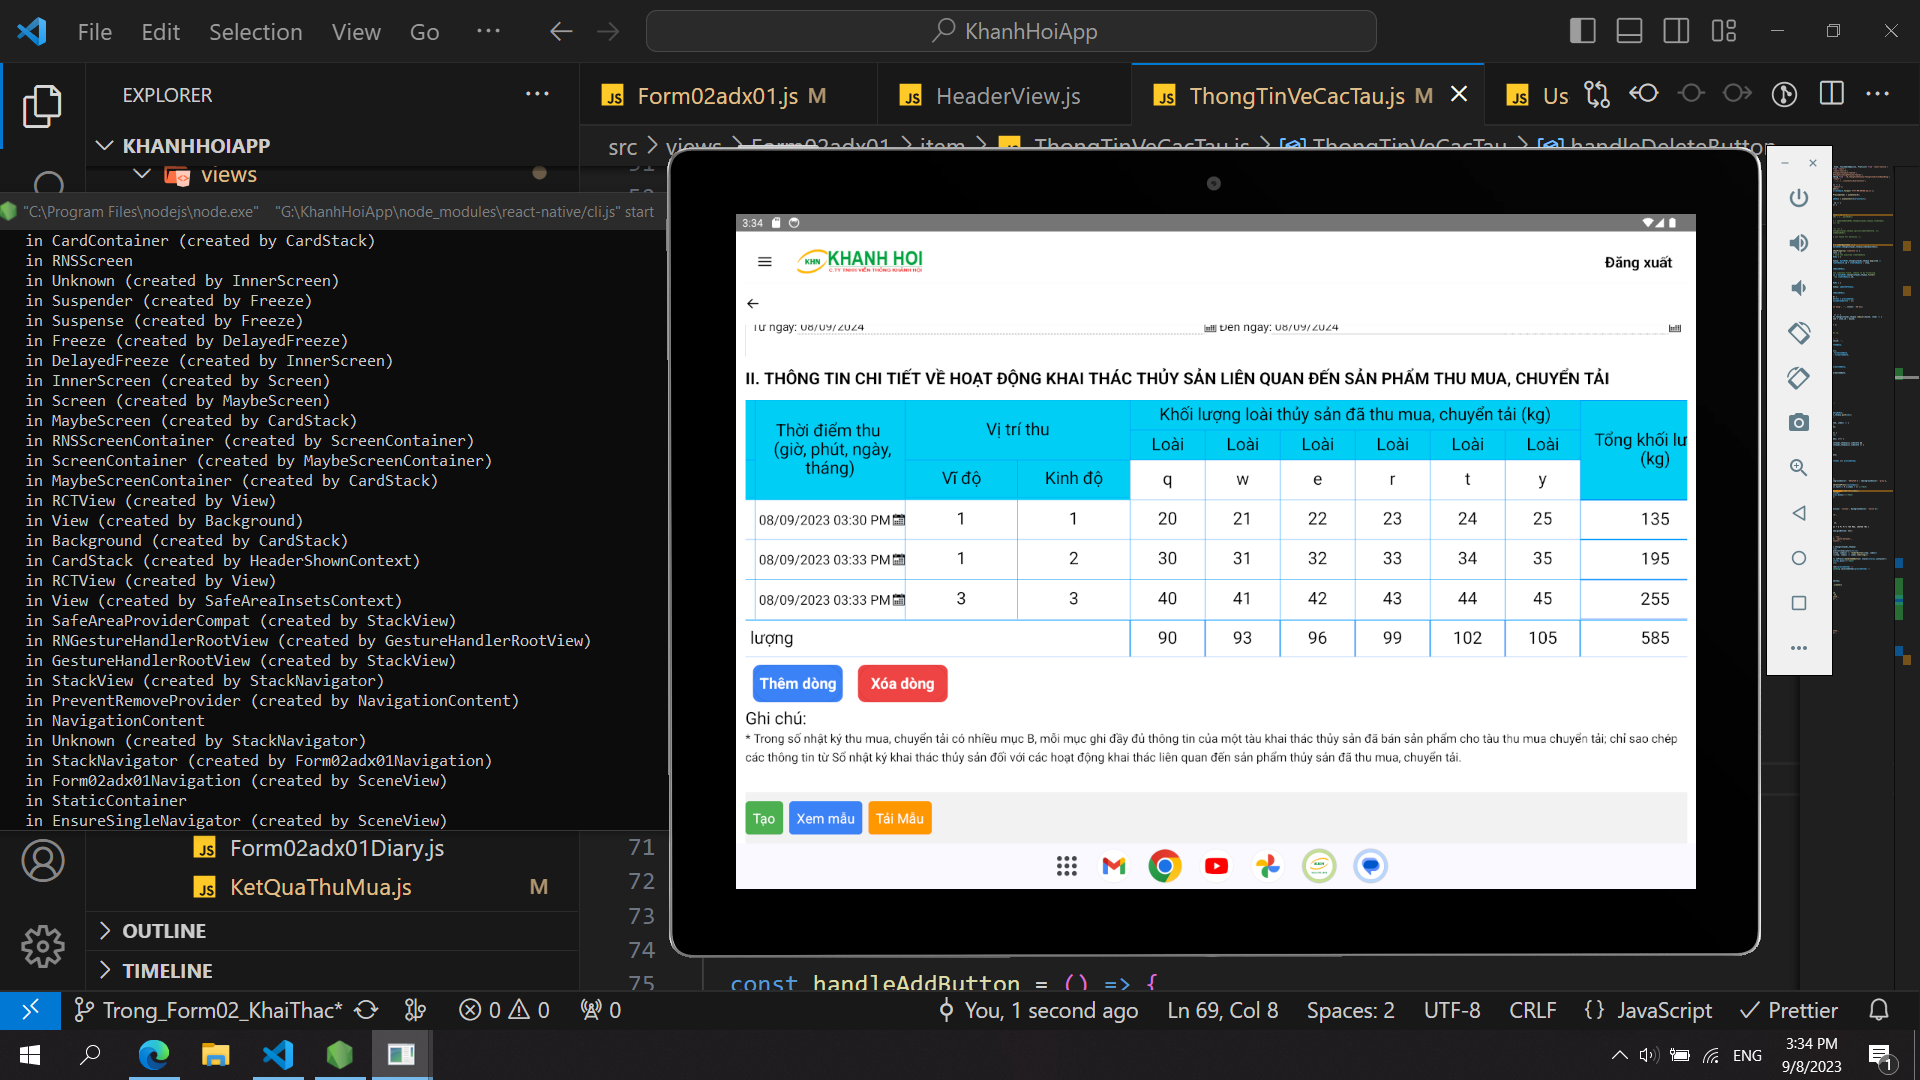 File Edit Selection View Go ··· KhanhHoiApp
EXPLORER ···
KHANHHOIAPP
views
Form02adx01.js M HeaderView.js ThongTinVeCacTau.js M Us
src > views > Form02adx01 > item > ThongTinVeCacTau.js > ThongTinVeCacTau > handleDeleteButton
"C:\Program Files\nodejs\node.exe" "G:\KhanhHoiApp\node_modules\react-native/cli.js" start
in CardContainer (created by CardStack)
in RNSScreen
in Unknown (created by InnerScreen)
in Suspender (created by Freeze)
in Suspense (created by Freeze)
in Freeze (created by DelayedFreeze)
in DelayedFreeze (created by InnerScreen)
in InnerScreen (created by Screen)
in Screen (created by MaybeScreen)
in MaybeScreen (created by CardStack)
in RNSScreenContainer (created by ScreenContainer)
in ScreenContainer (created by MaybeScreenContainer)
in MaybeScreenContainer (created by CardStack)
in RCTView (created by View)
in View (created by Background)
in Background (created by CardStack)
in CardStack (created by HeaderShownContext)
in RCTView (created by View)
in View (created by SafeAreaInsetsContext)
in SafeAreaProviderCompat (created by StackView)
in RNGestureHandlerRootView (created by GestureHandlerRootView)
in GestureHandlerRootView (created by StackView)
in StackView (created by StackNavigator)
in PreventRemoveProvider (created by NavigationContent)
in NavigationContent
in Unknown (created by StackNavigator)
in StackNavigator (created by Form02adx01Navigation)
in Form02adx01Navigation (created by SceneView)
in StaticContainer
in EnsureSingleNavigator (created by SceneView)
Form02adx01Diary.js
KetQuaThuMua.js M
OUTLINE
TIMELINE
3:34
KHN KHANH HOI
C.TY TNHH VIỄN THÔNG KHÁNH HỘI
Đăng xuất
Từ ngày: 08/09/2024 Đến ngày: 08/09/2024
II. THÔNG TIN CHI TIẾT VỀ HOẠT ĐỘNG KHAI THÁC THỦY SẢN LIÊN QUAN ĐẾN SẢN PHẨM THU MUA, CHUYỂN TẢI
Thời điểm thu (giờ, phút, ngày, tháng) Vị trí thu Khối lượng loài thủy sản đã thu mua, chuyển tải (kg) Tổng khối lư (kg)
Loài Loài Loài Loài Loài Loài
Vĩ độ Kinh độ q w e r t y
08/09/2023 03:30 PM 1 1 20 21 22 23 24 25 135
08/09/2023 03:33 PM 1 2 30 31 32 33 34 35 195
08/09/2023 03:33 PM 3 3 40 41 42 43 44 45 255
lượng 90 93 96 99 102 105 585
Thêm dòng Xóa dòng
Ghi chú:
* Trong số nhật ký thu mua, chuyển tải có nhiều mục B, mỗi mục ghi đầy đủ thông tin của một tàu khai thác thủy sản đã bán sản phẩm cho tàu thu mua chuyển tải; chỉ sao chép
các thông tin từ Sổ nhật ký khai thác thủy sản đối với các hoạt động khai thác liên quan đến sản phẩm thủy sản đã thu mua, chuyển tải.
Tạo Xem mẫu Tải Mẫu
71
72
73
74
75 const handleAddButton = () => {
Trong_Form02_KhaiThac* 0 0 0 You, 1 second ago Ln 69, Col 8 Spaces: 2 UTF-8 CRLF {} JavaScript Prettier
ENG 3:34 PM
9/8/2023
1